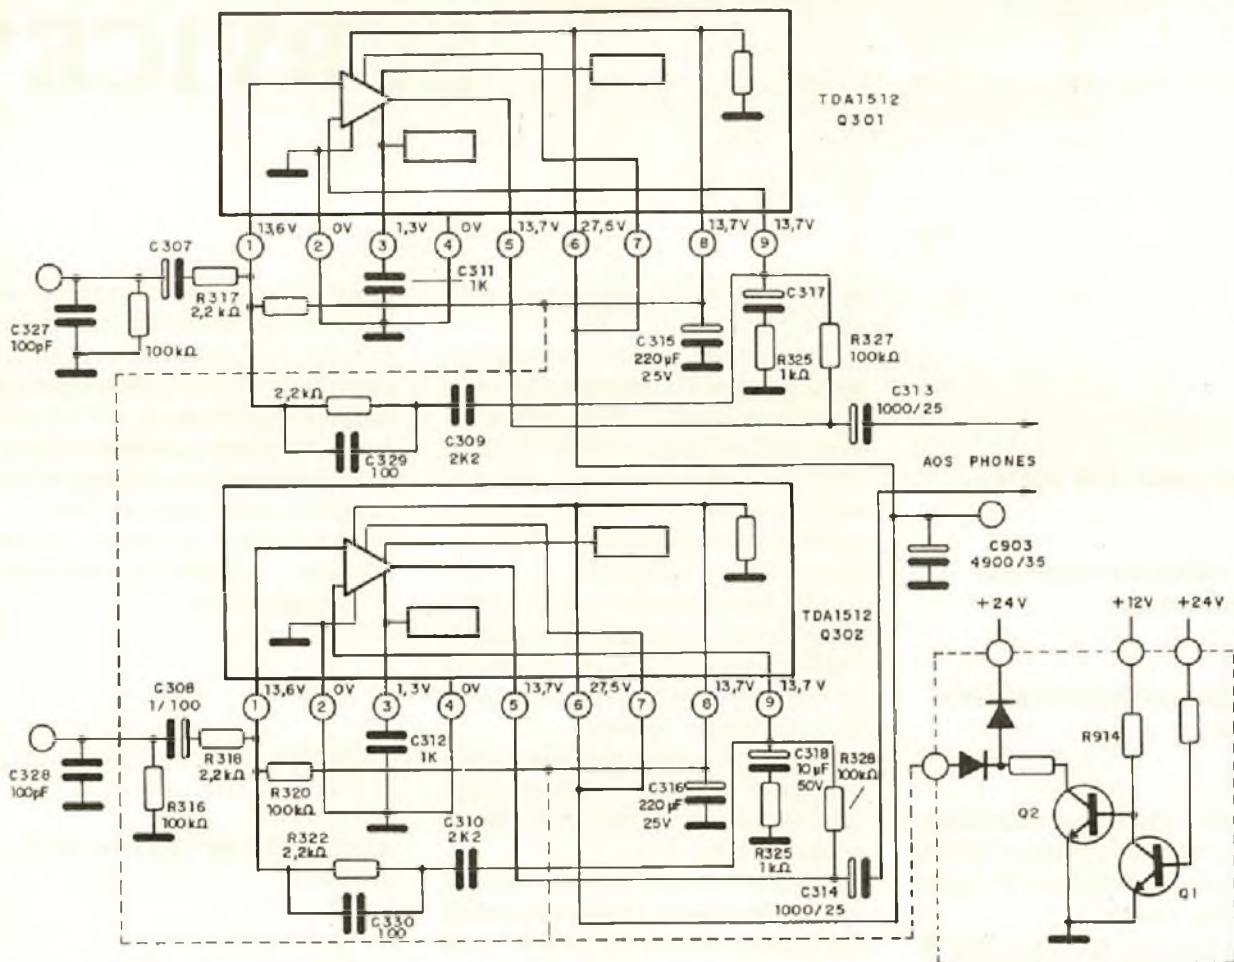 RVICE
TDA1512
Q301
13,6V
0V
1,3V
0V
13,7V
27,5V
13,7V
13,7V
1
2
3
4
5
6
7
8
9
C307
R317
2,2kΩ
C311
1K
C327
100pF
100kΩ
C315
220µF
25V
C317
R325
1kΩ
R327
100kΩ
2,2kΩ
C309
2K2
C329
100
C313
1000/25
AOS PHONES
C903
4900/35
TDA1512
Q302
+24V
+12V
+24V
13,6V
0V
1,3V
0V
13,7V
27,5V
13,7V
13,7V
1
2
3
4
5
6
7
8
9
C308
1/100
R318
2,2kΩ
C312
1K
C328
100pF
R316
100kΩ
R320
100kΩ
C310
2K2
C316
220µF
25V
C318
10µF
50V
R328
100kΩ
R325
1kΩ
R322
2,2kΩ
C330
100
C314
1000/25
R914
Q2
Q1